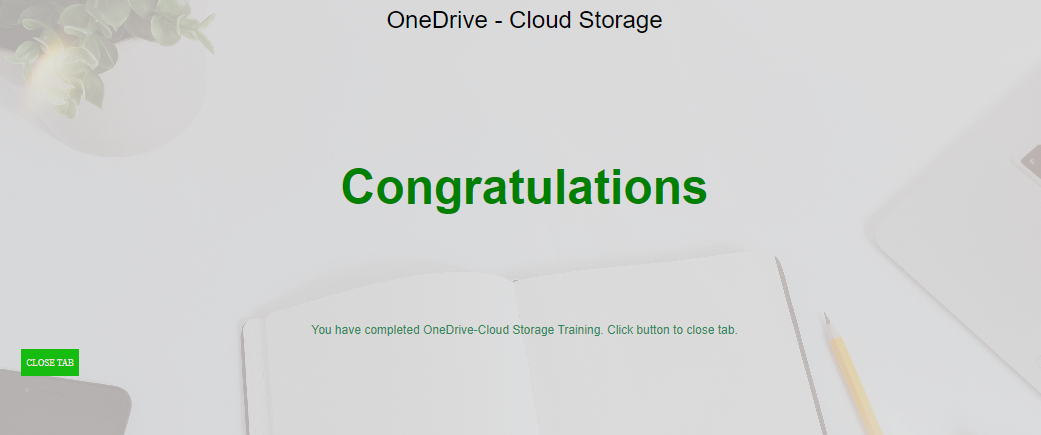 OneDrive - Cloud Storage
Congratulations
You have completed OneDrive-Cloud Storage Training. Click button to close tab.
CLOSE TAB